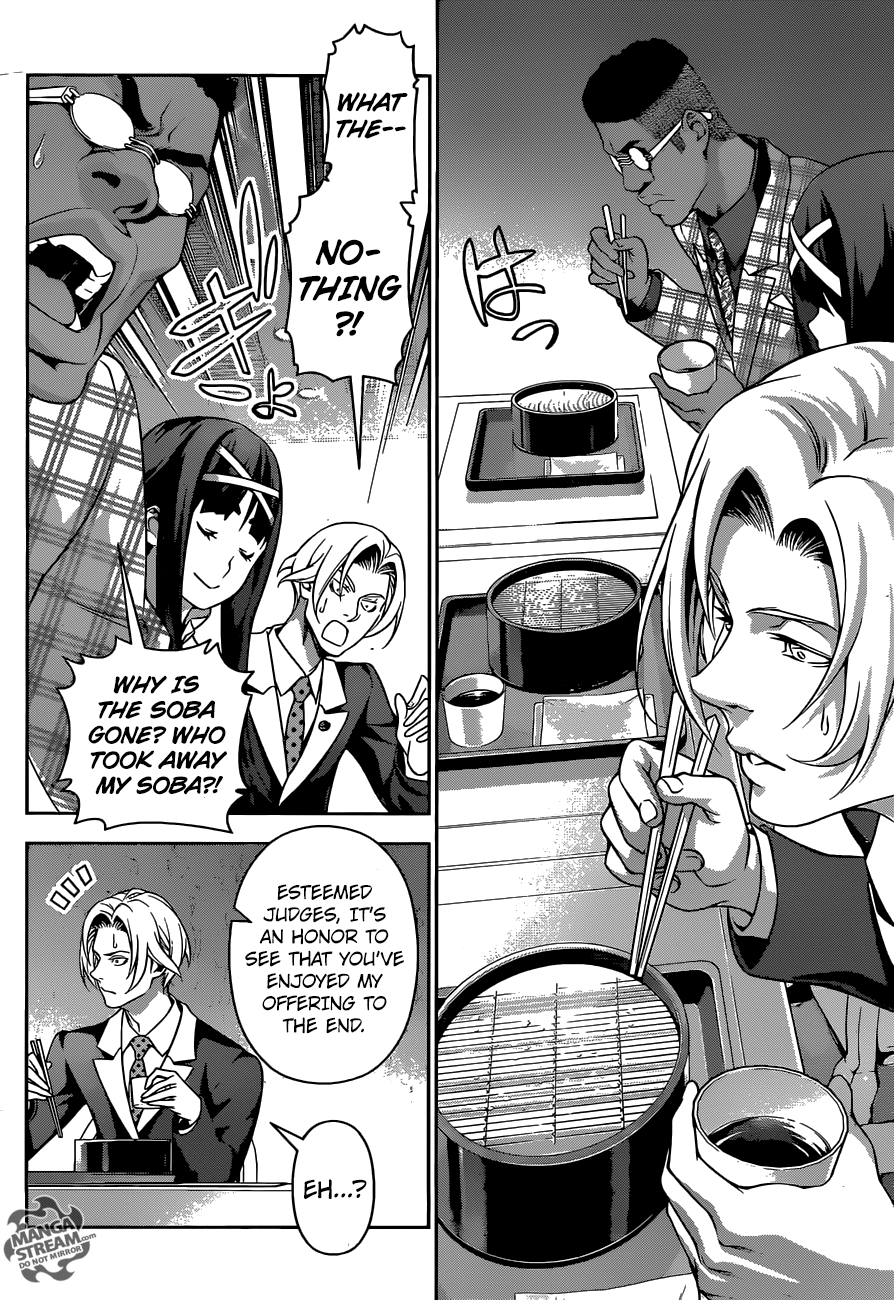 はっ
WHAT
THE--
NO-
THING
?!
ギょ
WHY IS
THE SOBA
GONE? WHO
TOOK AWAY
MY SOBA?!
ESTEEMED
JUDGES, IT'S
AN HONOR TO
SEE THAT YOU'VE
ENJOYED MY
OFFERING TO
THE END.
EH...?
MANGA
STREAM.com
DO NOT MIRROR